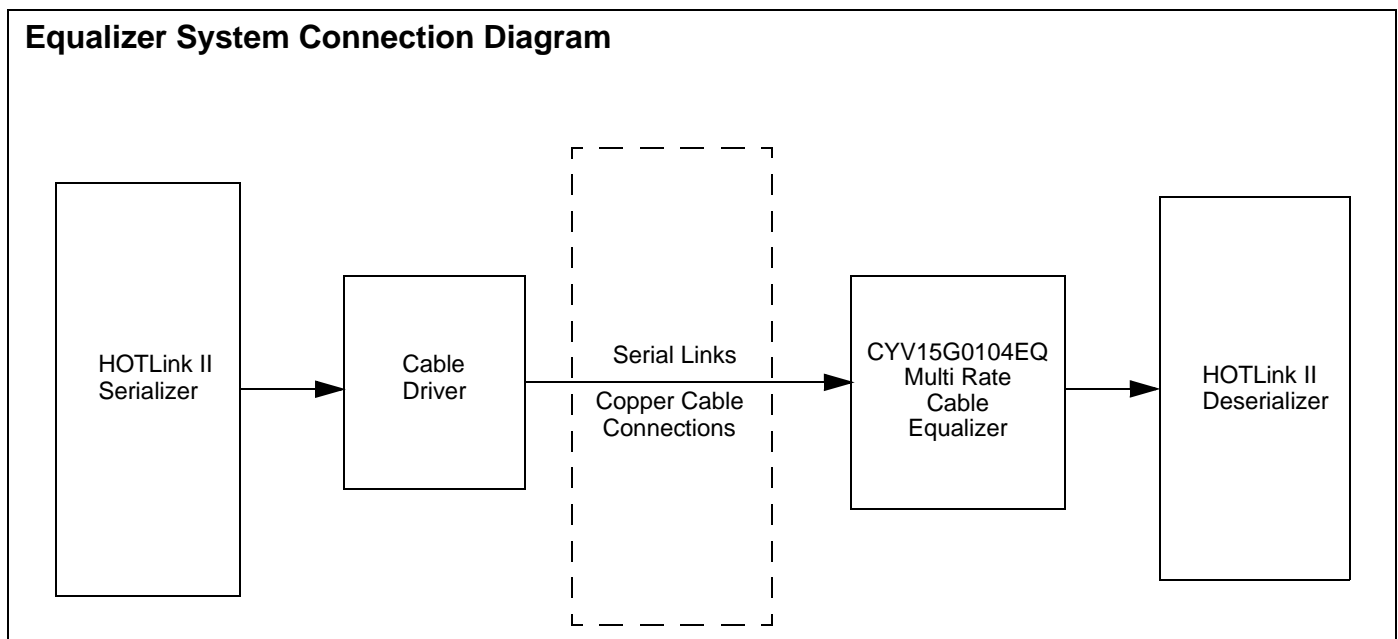 Equalizer System Connection Diagram
HOTLink II
Serializer
Cable
Driver
Serial Links
Copper Cable
Connections
CYV15G0104EQ
Multi Rate
Cable
Equalizer
HOTLink II
Deserializer